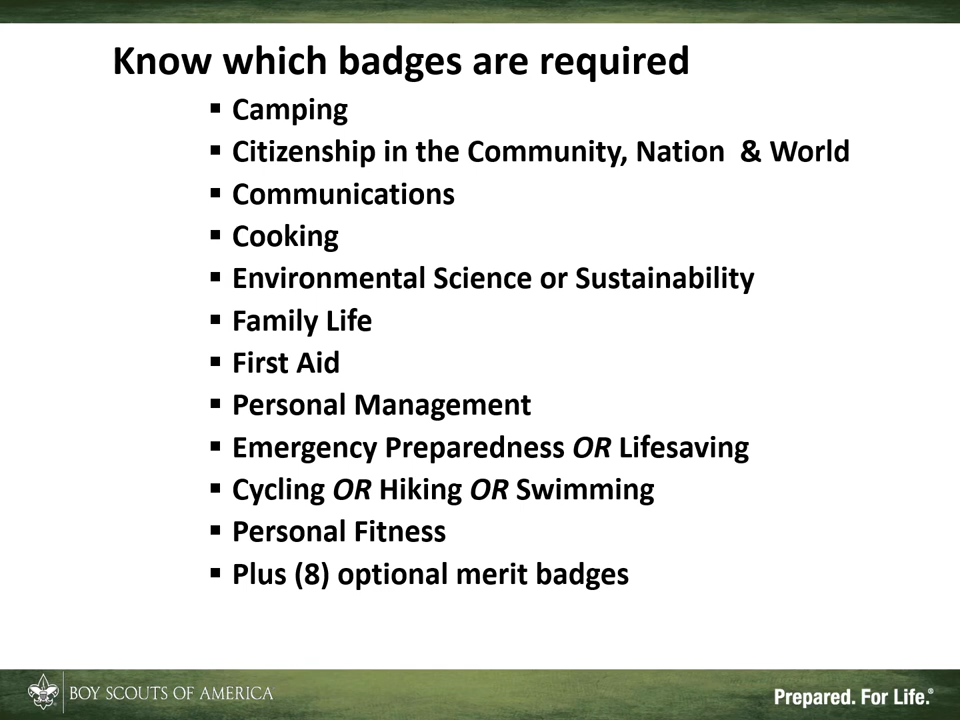 Know which badges are required
▪ Camping
▪ Citizenship in the Community, Nation  & World
▪ Communications
▪ Cooking
▪ Environmental Science or Sustainability
▪ Family Life
▪ First Aid
▪ Personal Management
▪ Emergency Preparedness OR Lifesaving
▪ Cycling OR Hiking OR Swimming
▪ Personal Fitness
▪ Plus (8) optional merit badges
BOY SCOUTS OF AMERICA
Prepared. For Life.®